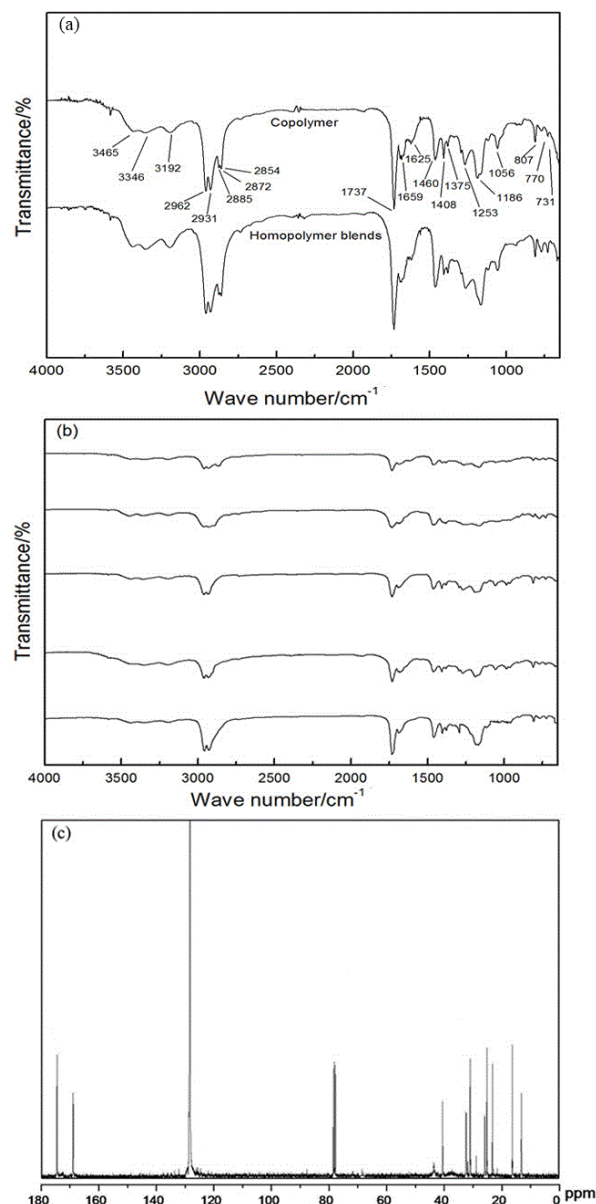 (a)
Transmittance/%
Copolymer
3465
3346
3192
2962
2931
2885
2872
2854
1737
1659
1625
1460
1408
1375
1253
1186
1056
807
770
731
Homopolymer blends
4000 3500 3000 2500 2000 1500 1000
Wave number/cm⁻¹
(b)
Transmittance/%
4000 3500 3000 2500 2000 1500 1000
Wave number/cm⁻¹
(c)
180 160 140 120 100 80 60 40 20 0 ppm